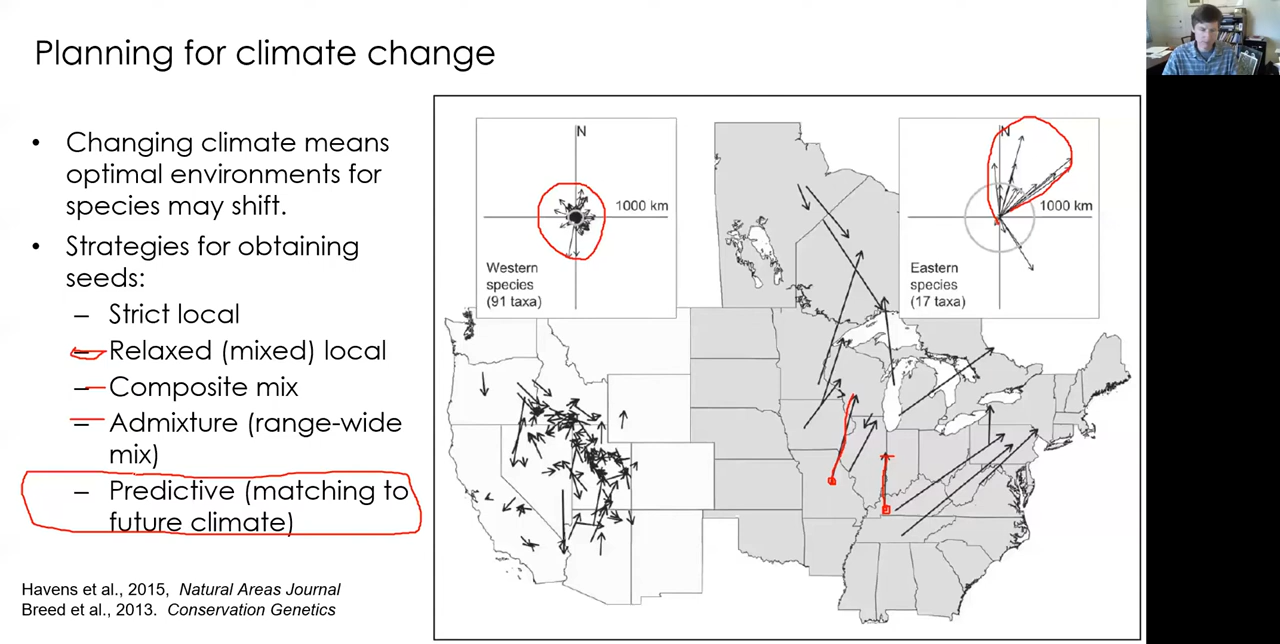 Planning for climate change
• Changing climate means
optimal environments for
species may shift.
• Strategies for obtaining
seeds:
– Strict local
– Relaxed (mixed) local
– Composite mix
– Admixture (range-wide
mix)
– Predictive (matching to
future climate)
Havens et al., 2015, Natural Areas Journal
Breed et al., 2013. Conservation Genetics
N
1000 km
Western
species
(91 taxa)
N
1000 km
Eastern
species
(17 taxa)